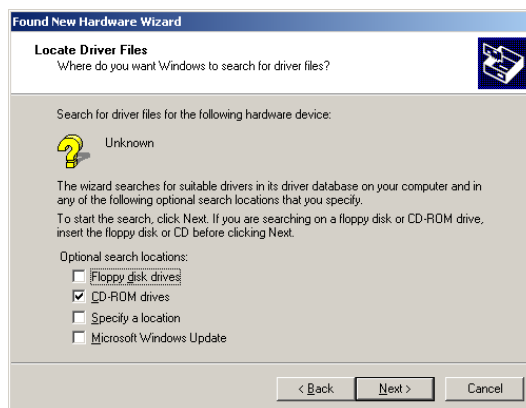 Found New Hardware Wizard
Locate Driver Files
Where do you want Windows to search for driver files?
Search for driver files for the following hardware device:
Unknown
The wizard searches for suitable drivers in its driver database on your computer and in
any of the following optional search locations that you specify.
To start the search, click Next. If you are searching on a floppy disk or CD-ROM drive,
insert the floppy disk or CD before clicking Next.
Optional search locations:
Floppy disk drives
CD-ROM drives
Specify a location
Microsoft Windows Update
< Back Next > Cancel